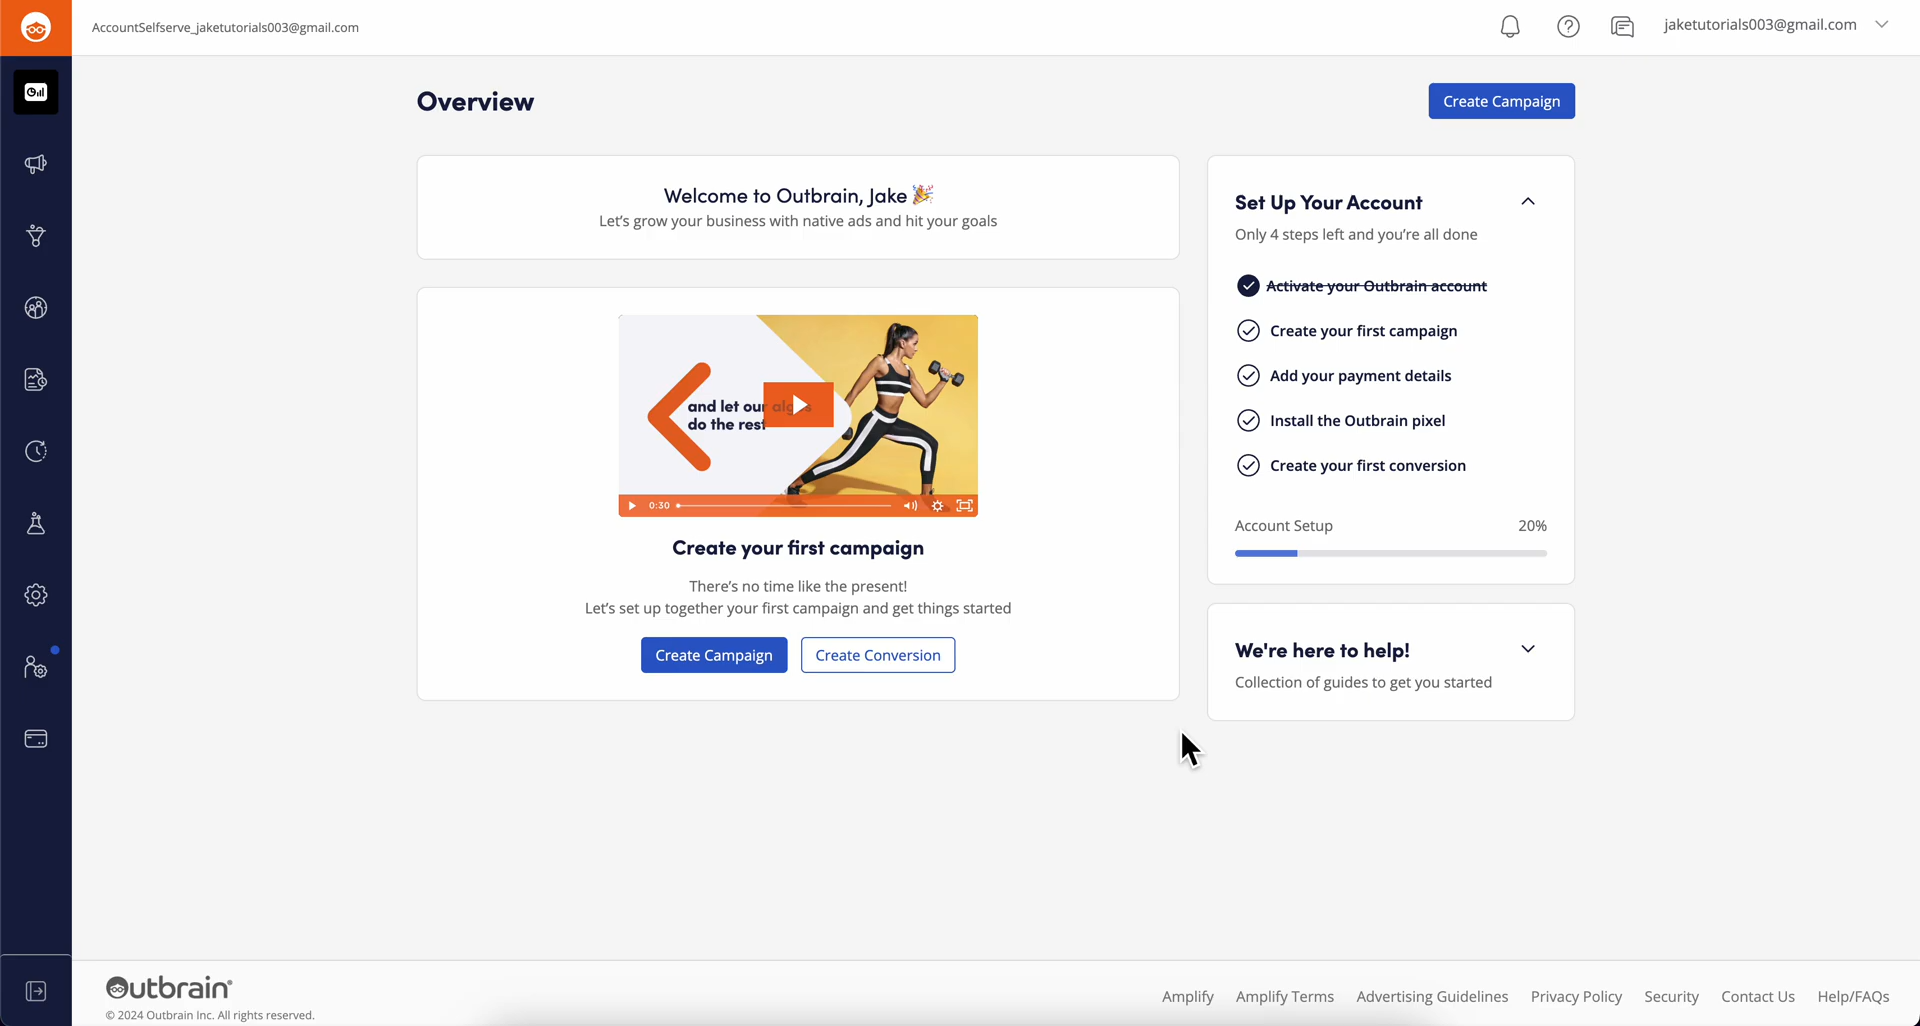 AccountSelfserve_jaketutorials003@gmail.com
jaketutorials003@gmail.com
Overview
Create Campaign
Welcome to Outbrain, Jake 🎉
Let's grow your business with native ads and hit your goals
and let our
do the rest
0:30
Create your first campaign
There's no time like the present!
Let's set up together your first campaign and get things started
Create Campaign
Create Conversion
Set Up Your Account
Only 4 steps left and you're all done
Activate your Outbrain account
Create your first campaign
Add your payment details
Install the Outbrain pixel
Create your first conversion
Account Setup
20%
We're here to help!
Collection of guides to get you started
Outbrain®
© 2024 Outbrain Inc. All rights reserved.
Amplify
Amplify Terms
Advertising Guidelines
Privacy Policy
Security
Contact Us
Help/FAQs